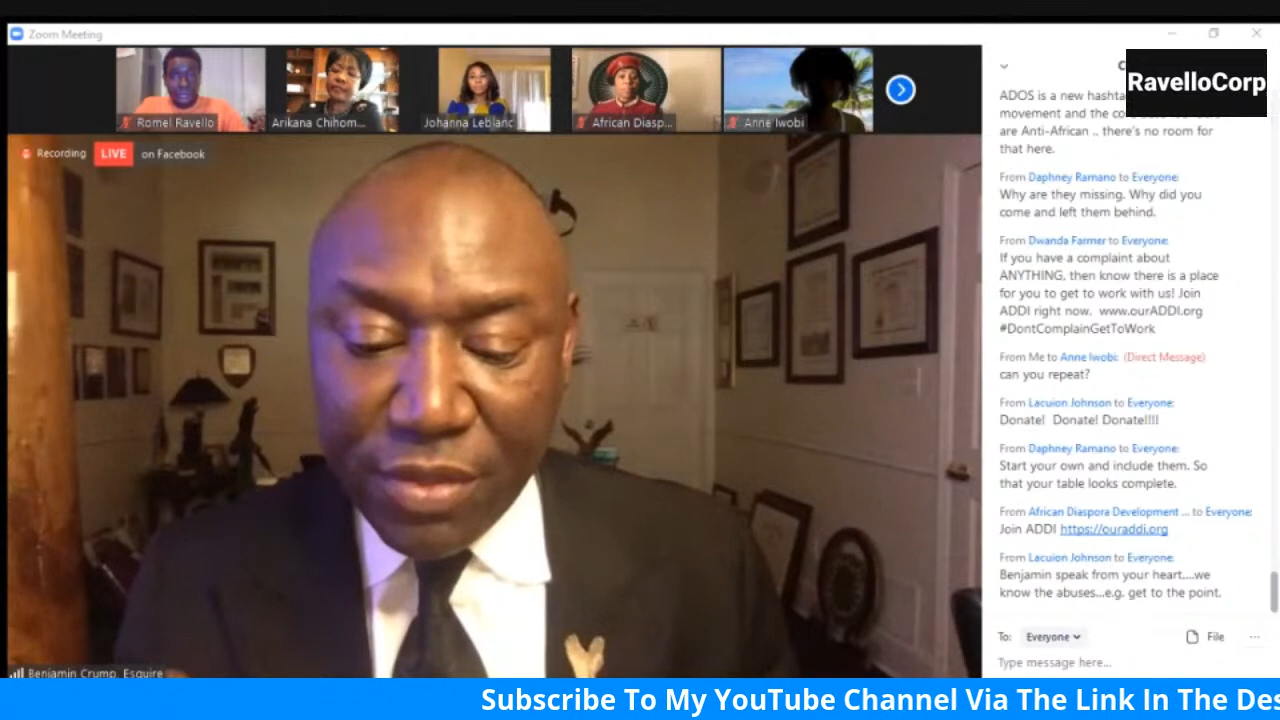 Zoom Meeting
Romel Ravello
Arikana Chihom...
Johanna Leblanc
African Diasp...
Anne Iwobi
Recording LIVE on Facebook
RavelloCorp
ADOS is a new hashta
movement and the
are Anti-African .. there's no room for
that here.
From Daphney Ramano to Everyone:
Why are they missing. Why did you
come and left them behind.
From Dwanda Farmer to Everyone:
If you have a complaint about
ANYTHING, then know there is a place
for you to get to work with us! Join
ADDI right now. www.ourADDI.org
#DontComplainGetToWork
From Me to Anne Iwobi: (Direct Message)
can you repeat?
From Lacuion Johnson to Everyone:
Donate! Donate! Donate!!!!
From Daphney Ramano to Everyone:
Start your own and include them. So
that your table looks complete.
From African Diaspora Development ... to Everyone:
Join ADDI https://ouraddi.org
From Lacuion Johnson to Everyone:
Benjamin speak from your heart....we
know the abuses...e.g. get to the point.
To: Everyone File ...
Type message here...
Benjamin Crump, Esquire
Subscribe To My YouTube Channel Via The Link In The Des